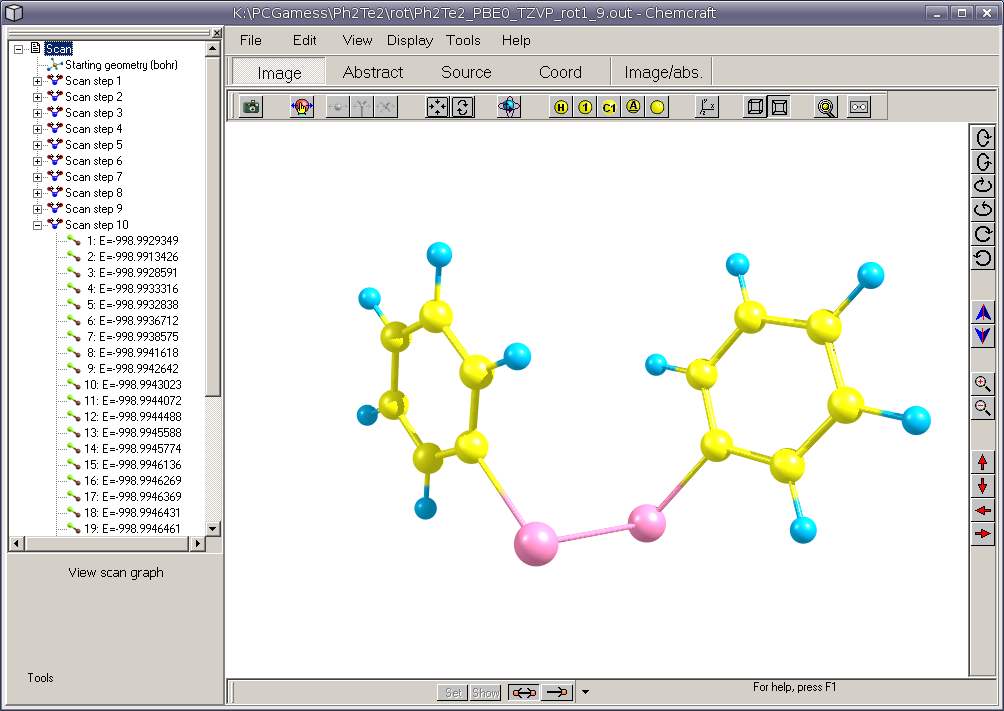 K:\PCGamess\Ph2Te2\rot\Ph2Te2_PBE0_TZVP_rot1_9.out - Chemcraft
File Edit View Display Tools Help
Image Abstract Source Coord Image/abs.
H 1 C1 A
Scan
Starting geometry (bohr)
Scan step 1
Scan step 2
Scan step 3
Scan step 4
Scan step 5
Scan step 6
Scan step 7
Scan step 8
Scan step 9
Scan step 10
1: E=-998.9929349
2: E=-998.9913426
3: E=-998.9928591
4: E=-998.9933316
5: E=-998.9932838
6: E=-998.9936712
7: E=-998.9938575
8: E=-998.9941618
9: E=-998.9942642
10: E=-998.9943023
11: E=-998.9944072
12: E=-998.9944488
13: E=-998.9945588
14: E=-998.9945774
15: E=-998.9946136
16: E=-998.9946269
17: E=-998.9946369
18: E=-998.9946431
19: E=-998.9946461
View scan graph
Tools
Set Show
For help, press F1